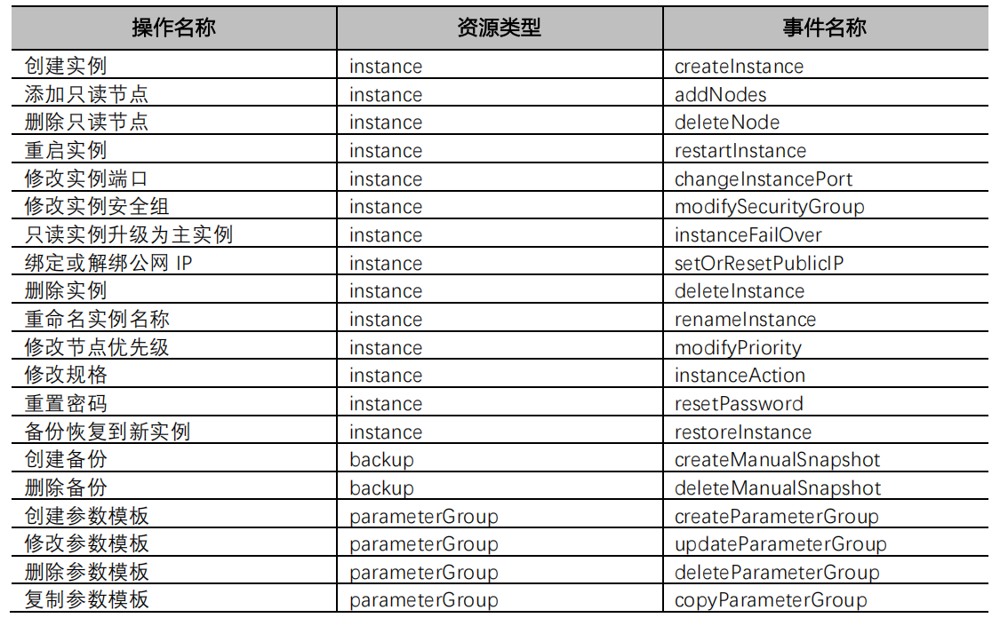 操作名称 资源类型 事件名称
创建实例 instance createInstance
添加只读节点 instance addNodes
删除只读节点 instance deleteNode
重启实例 instance restartInstance
修改实例端口 instance changeInstancePort
修改实例安全组 instance modifySecurityGroup
只读实例升级为主实例 instance instanceFailOver
绑定或解绑公网 IP instance setOrResetPublicIP
删除实例 instance deleteInstance
重命名实例名称 instance renameInstance
修改节点优先级 instance modifyPriority
修改规格 instance instanceAction
重置密码 instance resetPassword
备份恢复到新实例 instance restoreInstance
创建备份 backup createManualSnapshot
删除备份 backup deleteManualSnapshot
创建参数模板 parameterGroup createParameterGroup
修改参数模板 parameterGroup updateParameterGroup
删除参数模板 parameterGroup deleteParameterGroup
复制参数模板 parameterGroup copyParameterGroup